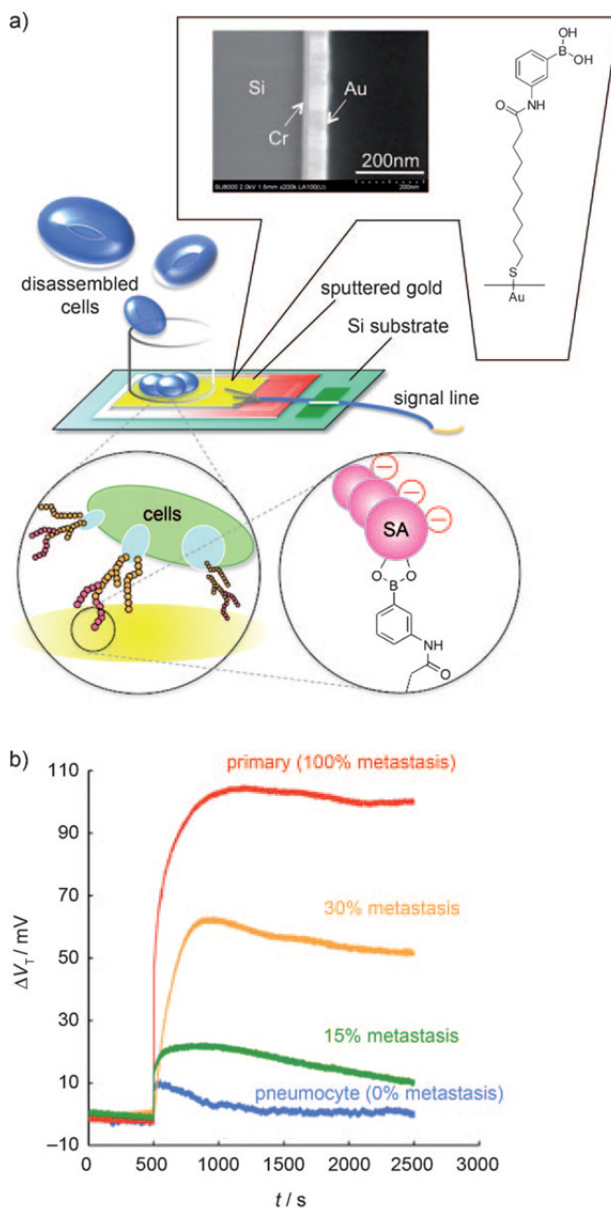 a)
Si
Cr
Au
200nm
SU8000 2.0kV 1.5mm x200k LA100(U)
200nm
OH
B
OH
NH
O
S
Au
disassembled
cells
sputtered gold
Si substrate
signal line
cells
−
−
−
SA
O
O
B
NH
O
b)
110
90
70
50
30
10
−10
ΔV_T / mV
primary (100% metastasis)
30% metastasis
15% metastasis
pneumocyte (0% metastasis)
0 500 1000 1500 2000 2500 3000
t / s